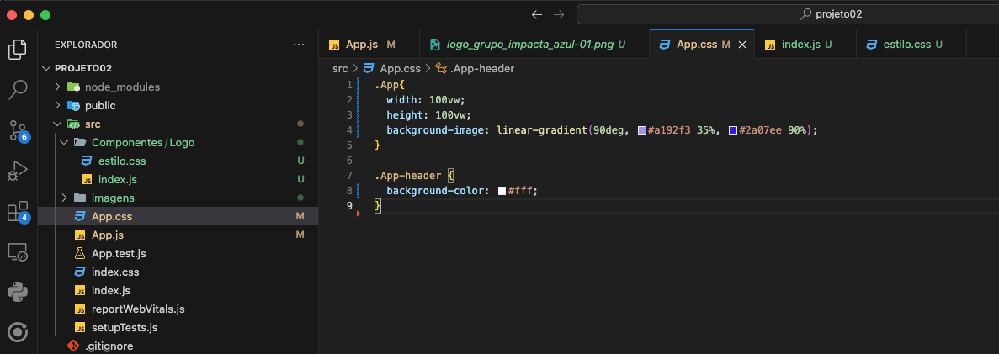 projeto02
EXPLORADOR
PROJETO02
node_modules
public
src
Componentes / Logo
estilo.css U
index.js U
imagens
App.css M
App.js M
App.test.js
index.css
index.js
reportWebVitals.js
setupTests.js
.gitignore
6
4
App.js M
logo_grupo_impacta_azul-01.png U
App.css M
index.js U
estilo.css U
src > App.css > .App-header
1 .App{
2 width: 100vw;
3 height: 100vw;
4 background-image: linear-gradient(90deg, #a192f3 35%, #2a07ee 90%);
5 }
6
7 .App-header {
8 background-color: #fff;
9 }